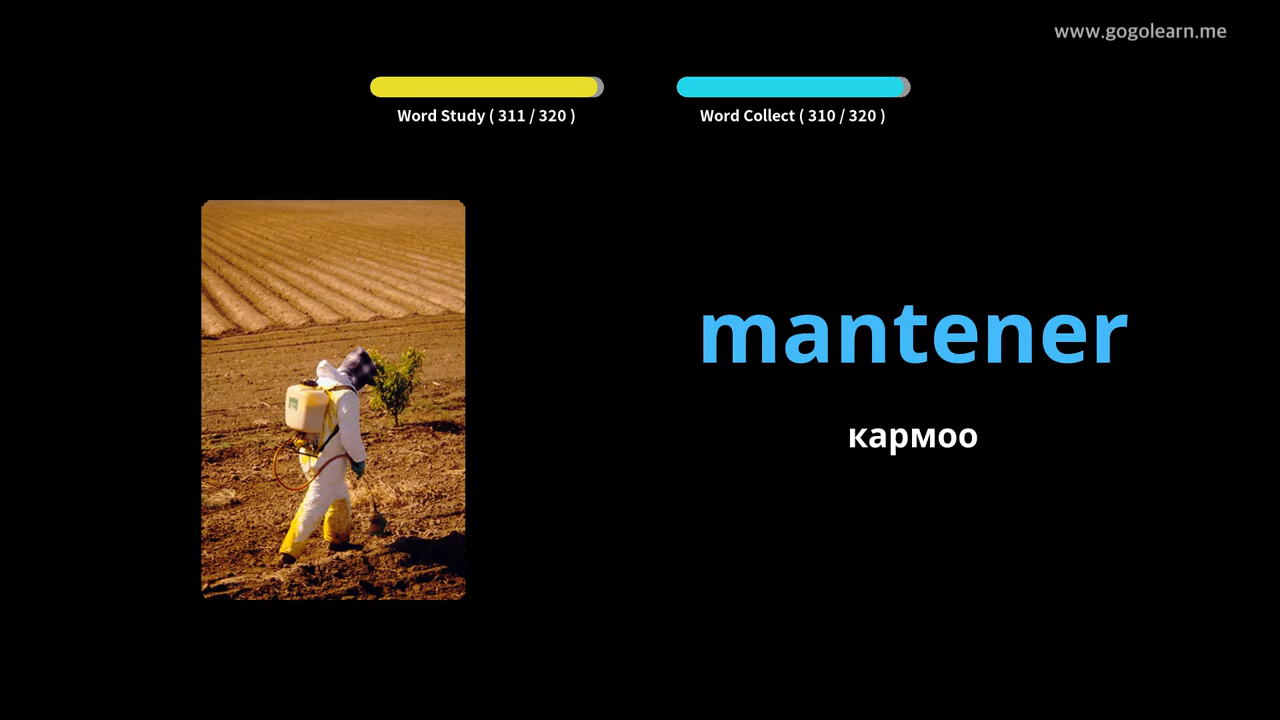 www.gogolearn.me
Word Study ( 311 / 320 )
Word Collect ( 310 / 320 )
mantener
кармоо